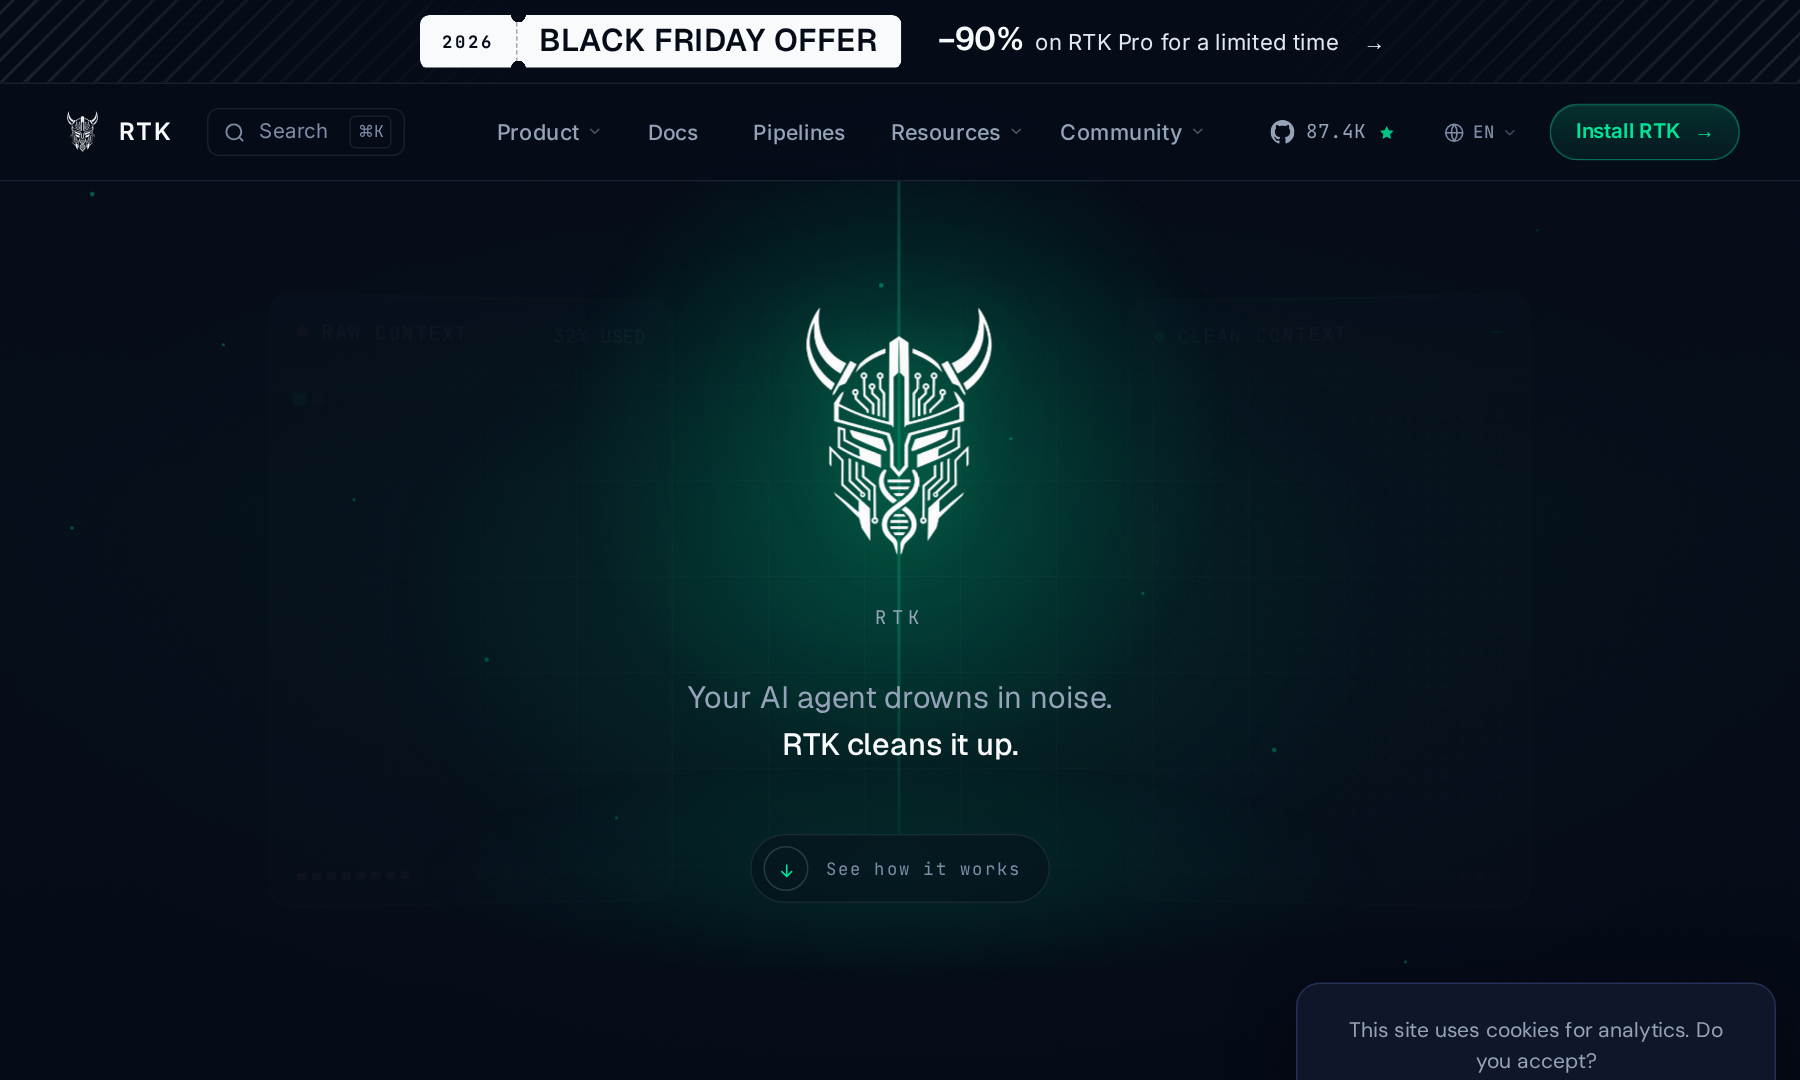 2026
BLACK FRIDAY OFFER
–90% on RTK Pro for a limited time →
RTK
Search ⌘K
Product
Docs
Pipelines
Resources
Community
87.4K
EN
Install RTK →
RAW CONTEXT
32% USED
CLEAN CONTEXT
RTK
Your AI agent drowns in noise.
RTK cleans it up.
See how it works
This site uses cookies for analytics. Do
you accept?